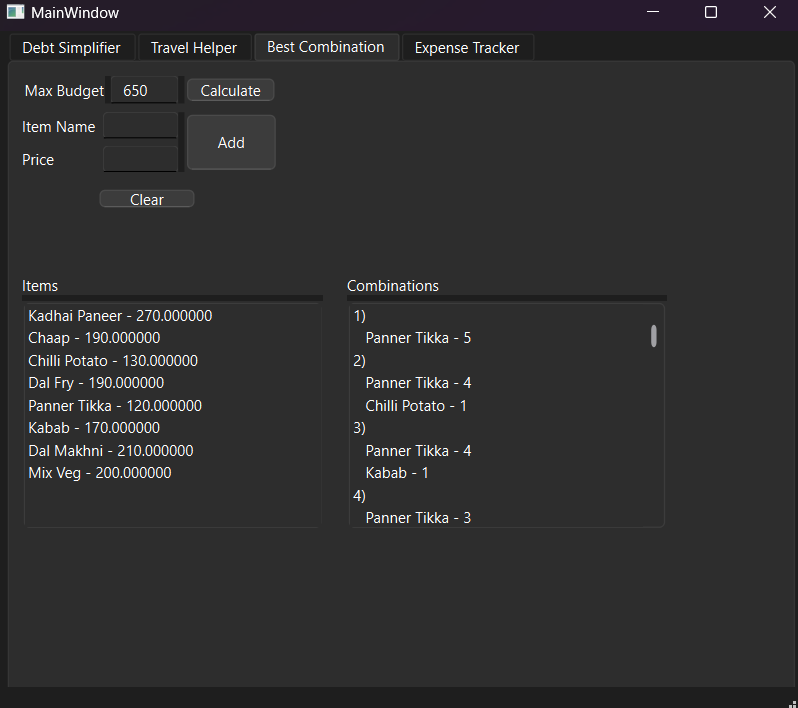 MainWindow
Debt Simplifier Travel Helper Best Combination Expense Tracker
Max Budget 650 Calculate
Item Name
Add
Price
Clear
Items
Kadhai Paneer - 270.000000
Chaap - 190.000000
Chilli Potato - 130.000000
Dal Fry - 190.000000
Panner Tikka - 120.000000
Kabab - 170.000000
Dal Makhni - 210.000000
Mix Veg - 200.000000
Combinations
1)
Panner Tikka - 5
2)
Panner Tikka - 4
Chilli Potato - 1
3)
Panner Tikka - 4
Kabab - 1
4)
Panner Tikka - 3